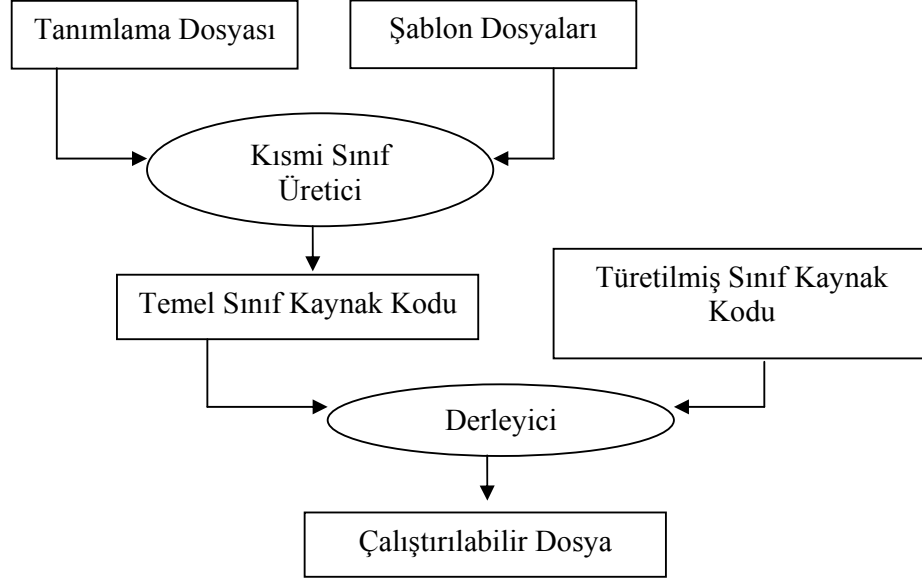 Tanımlama Dosyası
Şablon Dosyaları
Kısmi Sınıf
Üretici
Temel Sınıf Kaynak Kodu
Türetilmiş Sınıf Kaynak
Kodu
Derleyici
Çalıştırılabilir Dosya